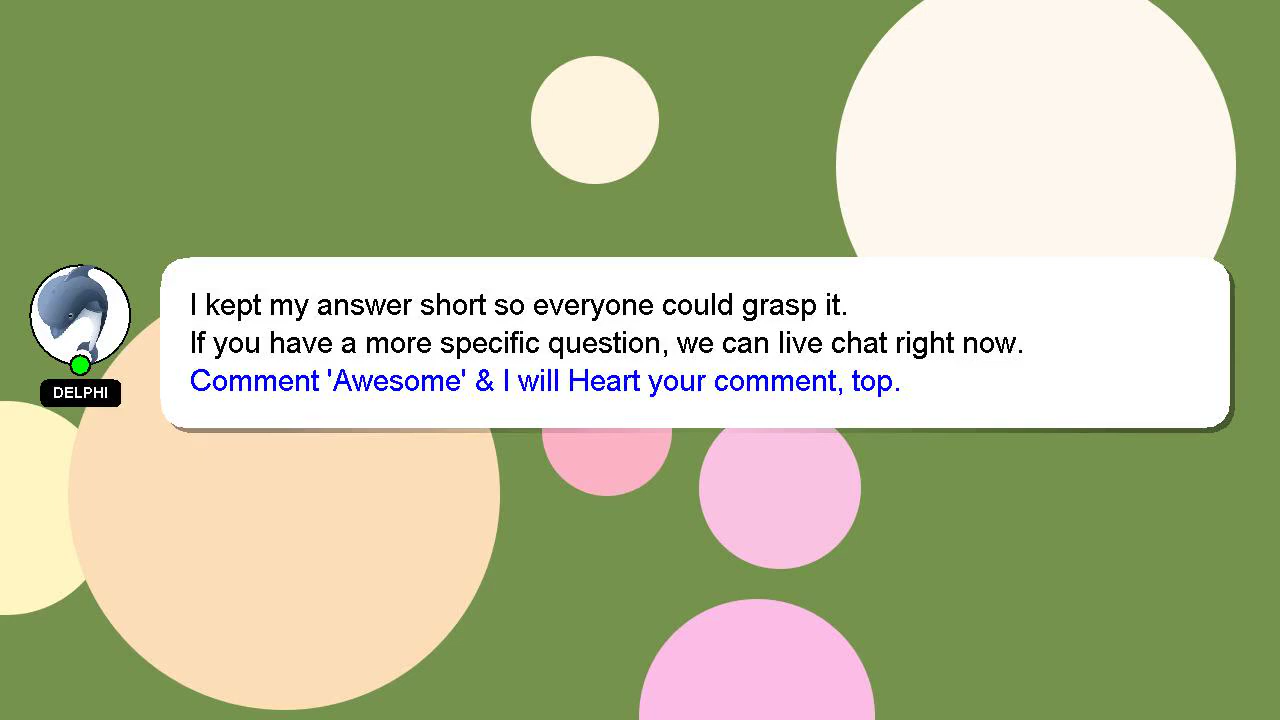 I kept my answer short so everyone could grasp it.
If you have a more specific question, we can live chat right now.
Comment 'Awesome' & I will Heart your comment, top.
DELPHI